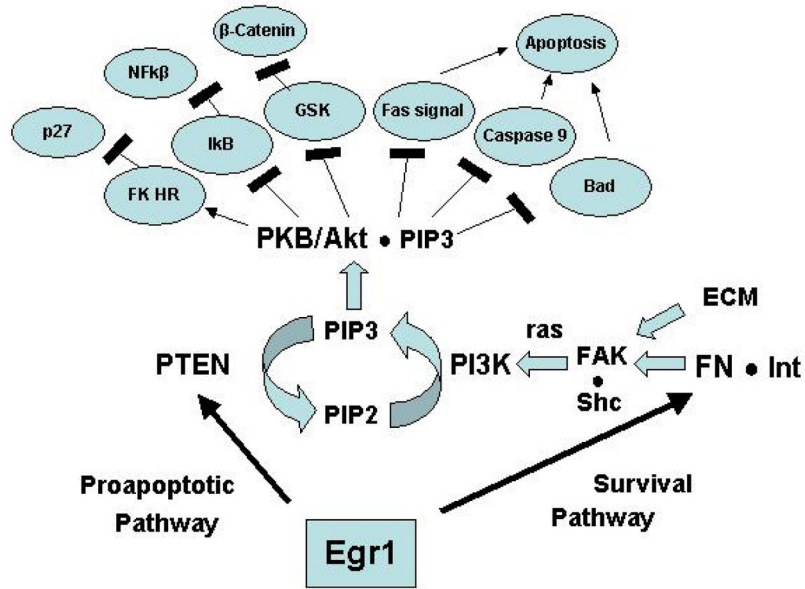 β-Catenin
NFkβ
Apoptosis
p27
IkB
GSK
Fas signal
Caspase 9
FK HR
Bad
PKB/Akt • PIP3
ECM
PIP3
ras
PTEN
PI3K
FAK
FN • Int
•
Shc
PIP2
Proapoptotic
Pathway
Survival
Pathway
Egr1